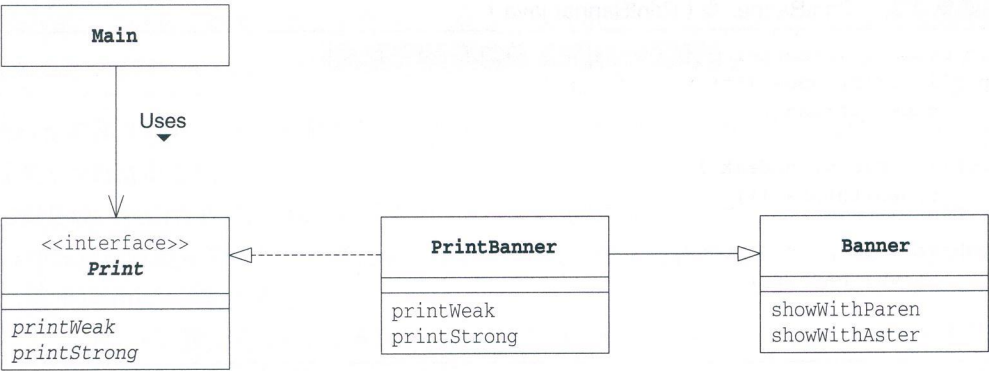 Main
Uses
<<interface>>
Print
printWeak
printStrong
PrintBanner
printWeak
printStrong
Banner
showWithParen
showWithAster